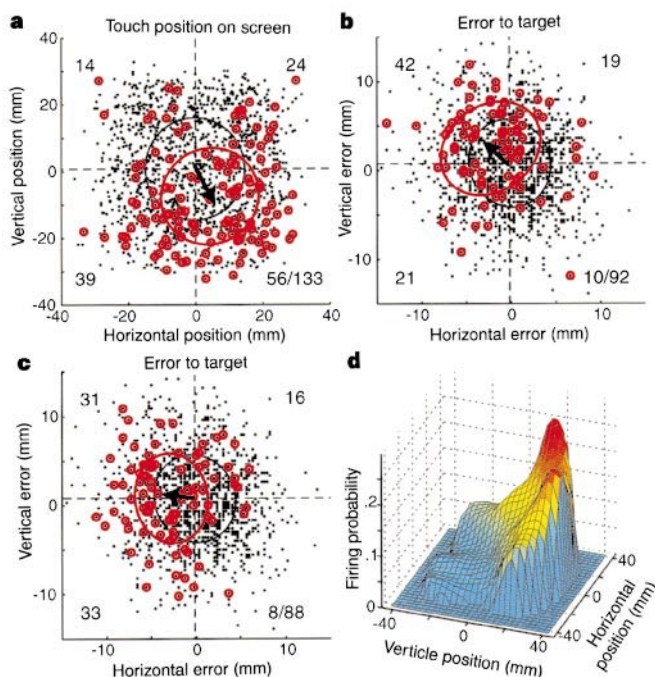 a
Touch position on screen
40
30
20
10
0
-10
-20
-30
-40
14
24
39
56/133
-40
-20
0
20
40
Vertical position (mm)
Horizontal position (mm)
b
Error to target
10
0
-10
42
19
21
10/92
-10
0
10
Vertical error (mm)
Horizontal error (mm)
c
Error to target
10
0
-10
31
16
33
8/88
-10
0
10
Vertical error (mm)
Horizontal error (mm)
d
Firing probability
.2
.1
0
-40
0
40
-40
0
40
Verticle position (mm)
Horizontal
position (mm)